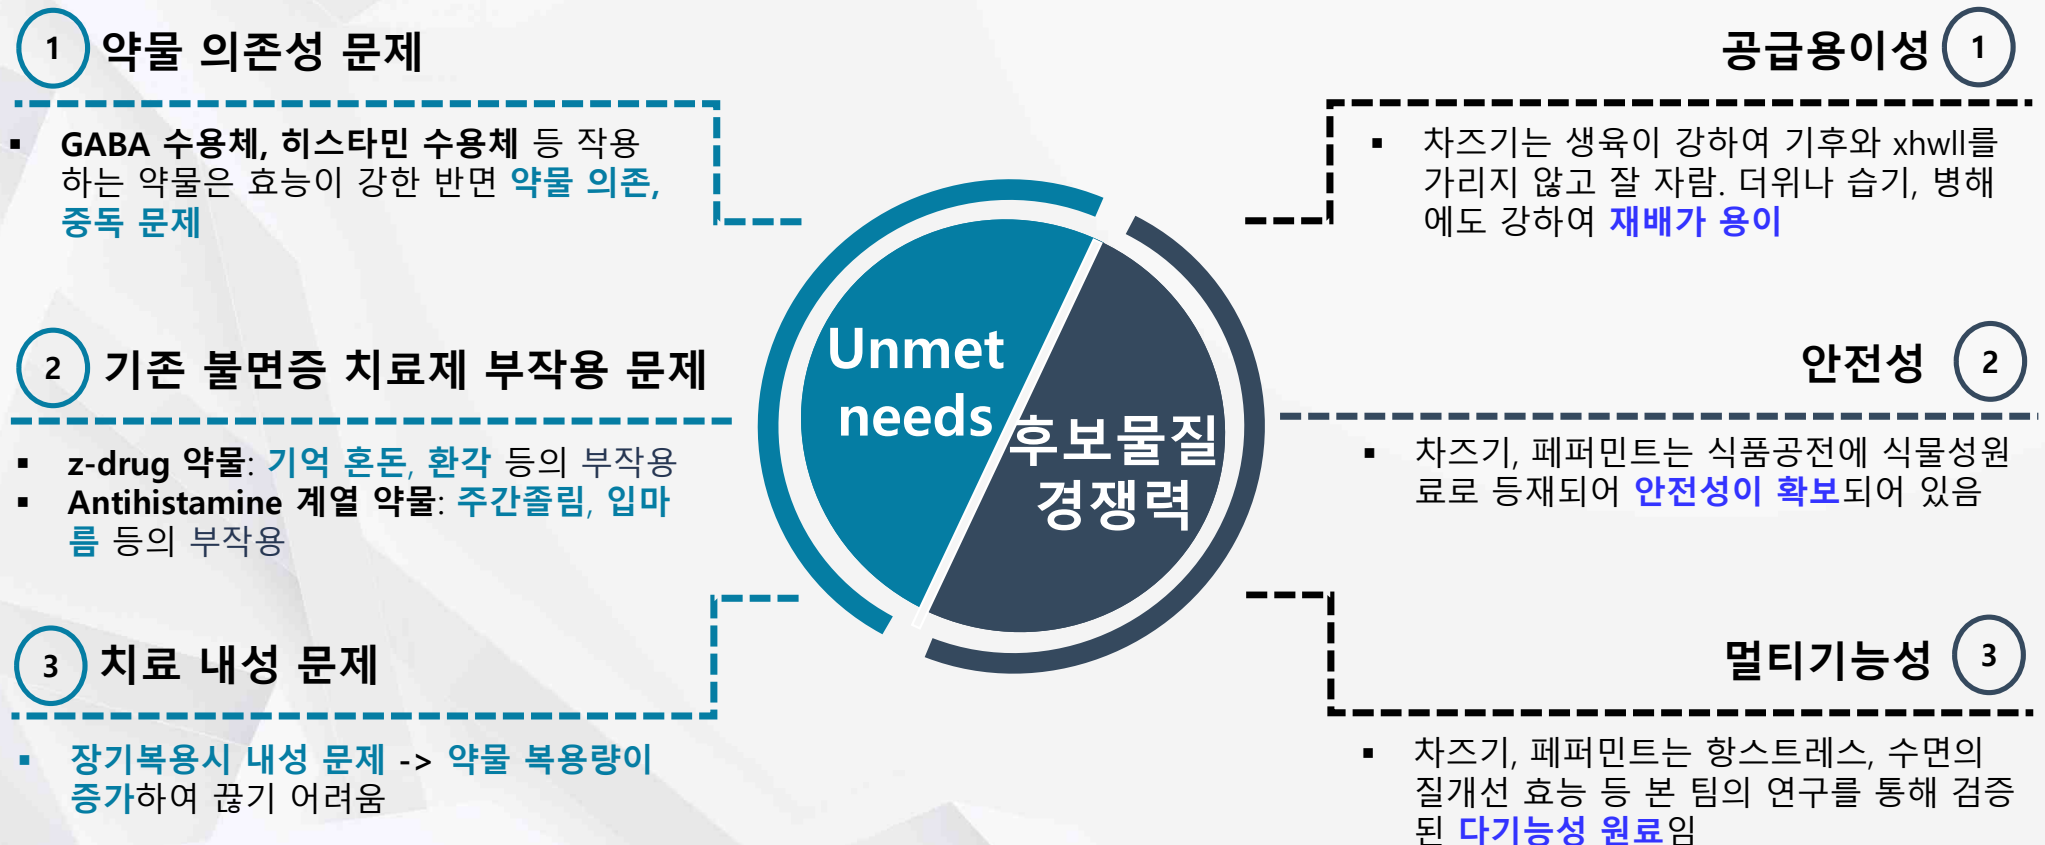 1 약물 의존성 문제
▪ GABA 수용체, 히스타민 수용체 등 작용
하는 약물은 효능이 강한 반면 약물 의존,
중독 문제
2 기존 불면증 치료제 부작용 문제
▪ z-drug 약물: 기억 혼돈, 환각 등의 부작용
▪ Antihistamine 계열 약물: 주간졸림, 입마
름 등의 부작용
3 치료 내성 문제
▪ 장기복용시 내성 문제 -> 약물 복용량이
증가하여 끊기 어려움
Unmet
needs
후보물질
경쟁력
공급용이성 1
▪ 차즈기는 생육이 강하여 기후와 xhwll를
가리지 않고 잘 자람. 더위나 습기, 병해
에도 강하여 재배가 용이
안전성 2
▪ 차즈기, 페퍼민트는 식품공전에 식물성원
료로 등재되어 안전성이 확보되어 있음
멀티기능성 3
▪ 차즈기, 페퍼민트는 항스트레스, 수면의
질개선 효능 등 본 팀의 연구를 통해 검증
된 다기능성 원료임